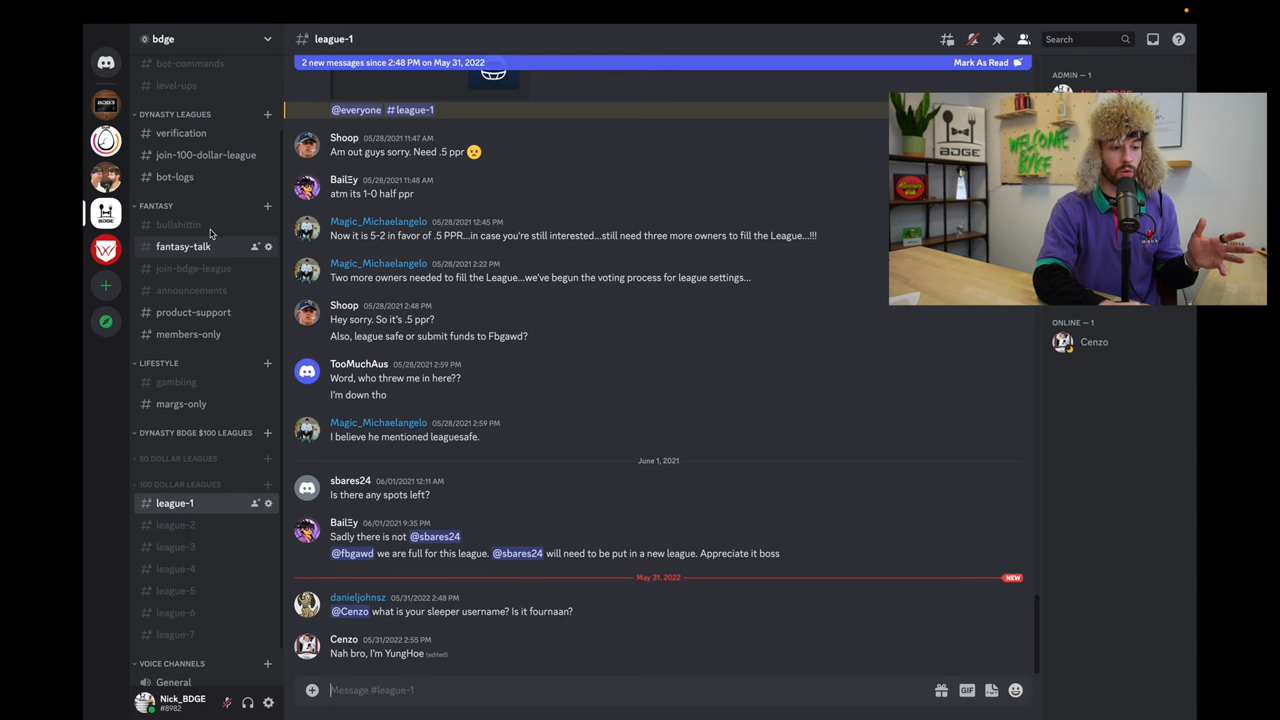 bdge
bot-commands
level-ups
DYNASTY LEAGUES
verification
join-100-dollar-league
bot-logs
FANTASY
bullshittin
fantasy-talk
join-bdge-league
announcements
product-support
members-only
LIFESTYLE
gambling
margs-only
DYNASTY BDGE $100 LEAGUES
50 DOLLAR LEAGUES
100 DOLLAR LEAGUES
league-1
league-2
league-3
league-4
league-5
league-6
league-7
VOICE CHANNELS
General
Nick_BDGE
#8982
league-1
Search
2 new messages since 2:48 PM on May 31, 2022 Mark As Read
@everyone #league-1
Shoop 05/28/2021 11:47 AM
Am out guys sorry. Need .5 ppr
BailΞy 05/28/2021 11:48 AM
atm its 1-0 half ppr
Magic_Michaelangelo 05/28/2021 12:45 PM
Now it is 5-2 in favor of .5 PPR...in case you're still interested...still need three more owners to fill the League...!!!
Magic_Michaelangelo 05/28/2021 2:22 PM
Two more owners needed to fill the League...we've begun the voting process for league settings...
Shoop 05/28/2021 2:48 PM
Hey sorry. So it's .5 ppr?
Also, league safe or submit funds to Fbgawd?
TooMuchAus 05/28/2021 2:59 PM
Word, who threw me in here??
I'm down tho
Magic_Michaelangelo 05/28/2021 2:59 PM
I believe he mentioned leaguesafe.
June 1, 2021
sbares24 06/01/2021 12:11 AM
Is there any spots left?
BailΞy 06/01/2021 9:35 PM
Sadly there is not @sbares24
@fbgawd we are full for this league. @sbares24 will need to be put in a new league. Appreciate it boss
May 31, 2022 NEW
danieljohnsz 05/31/2022 2:48 PM
@Cenzo what is your sleeper username? Is it fournaan?
Cenzo 05/31/2022 2:55 PM
Nah bro, I'm YungHoe (edited)
Message #league-1
GIF
ADMIN — 1
BDGE
WELCOME
ONLINE — 1
Cenzo